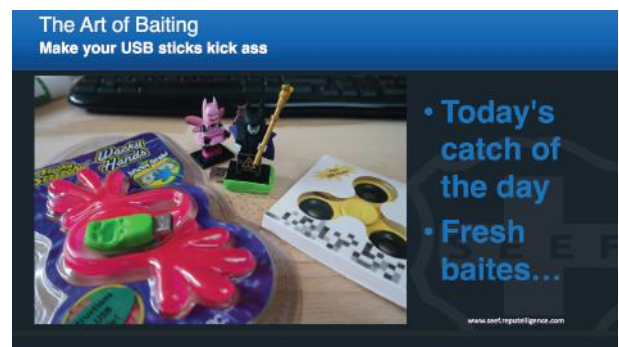 The Art of Baiting
Make your USB sticks kick ass
• Today's
catch of
the day
• Fresh
baites...
SEEF
Wacky
Hands
www.seef.reputelligence.com